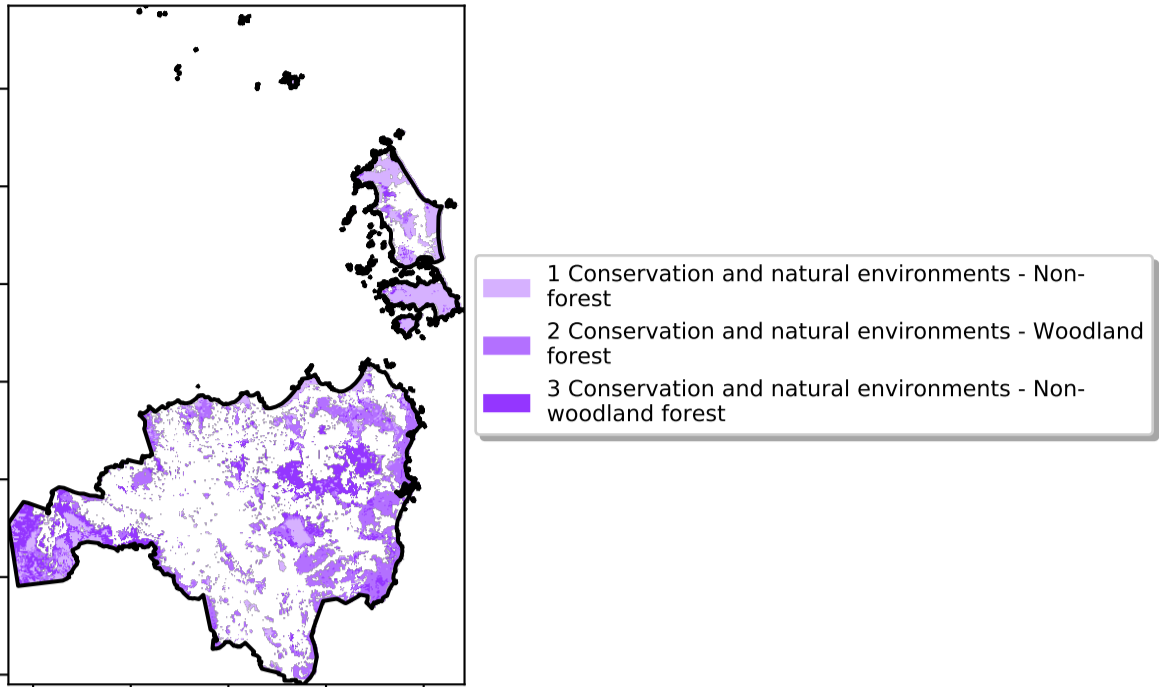 1 Conservation and natural environments - Non-
forest
2 Conservation and natural environments - Woodland
forest
3 Conservation and natural environments - Non-
woodland forest